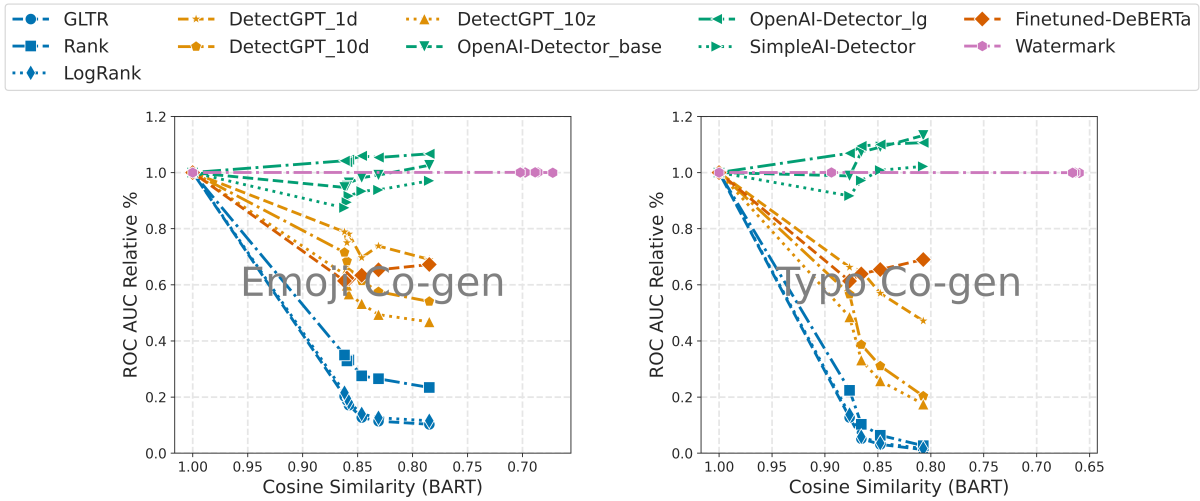 GLTR
Rank
LogRank
DetectGPT_1d
DetectGPT_10d
DetectGPT_10z
OpenAI-Detector_base
OpenAI-Detector_lg
SimpleAI-Detector
Finetuned-DeBERTa
Watermark
ROC AUC Relative %
1.2
1.0
0.8
0.6
0.4
0.2
0.0
Emoji Co-gen
1.00 0.95 0.90 0.85 0.80 0.75 0.70
Cosine Similarity (BART)
ROC AUC Relative %
1.2
1.0
0.8
0.6
0.4
0.2
0.0
Typo Co-gen
1.00 0.95 0.90 0.85 0.80 0.75 0.70 0.65
Cosine Similarity (BART)